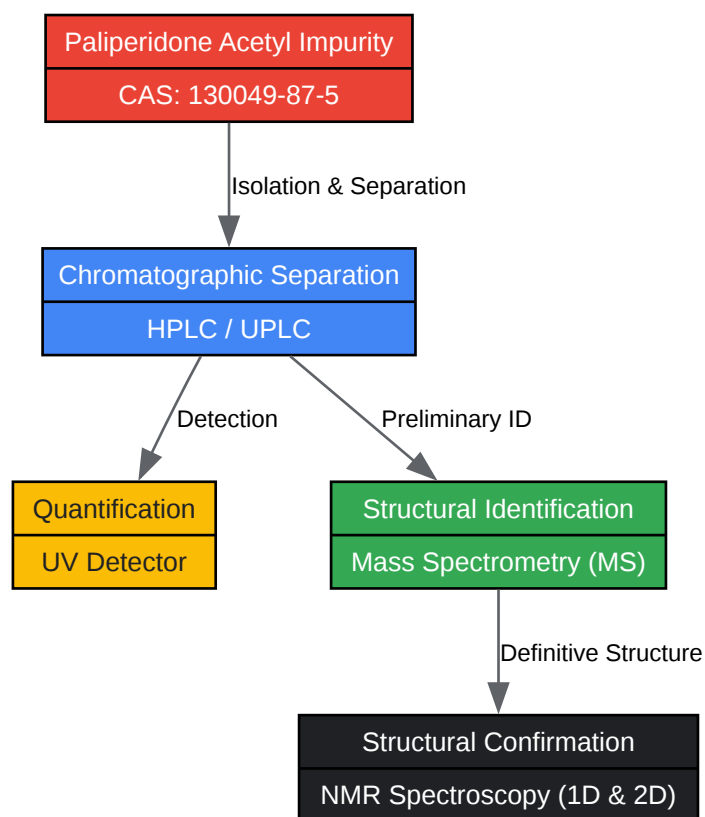 Paliperidone Acetyl Impurity
CAS: 130049-87-5
Isolation & Separation
Chromatographic Separation
HPLC / UPLC
Detection
Preliminary ID
Quantification
UV Detector
Structural Identification
Mass Spectrometry (MS)
Definitive Structure
Structural Confirmation
NMR Spectroscopy (1D & 2D)